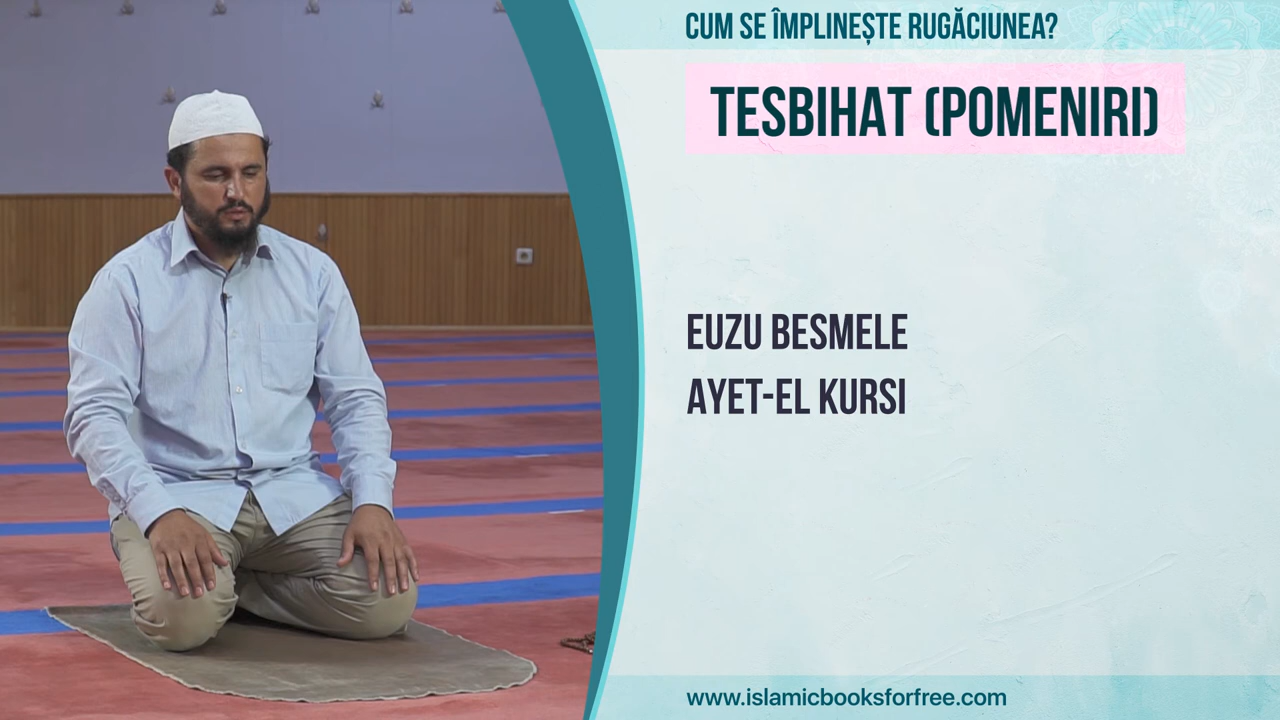 CUM SE ÎMPLINEȘTE RUGĂCIUNEA?
TESBIHAT (POMENIRI)
EUZU BESMELE
AYET-EL KURSI
www.islamicbooksforfree.com